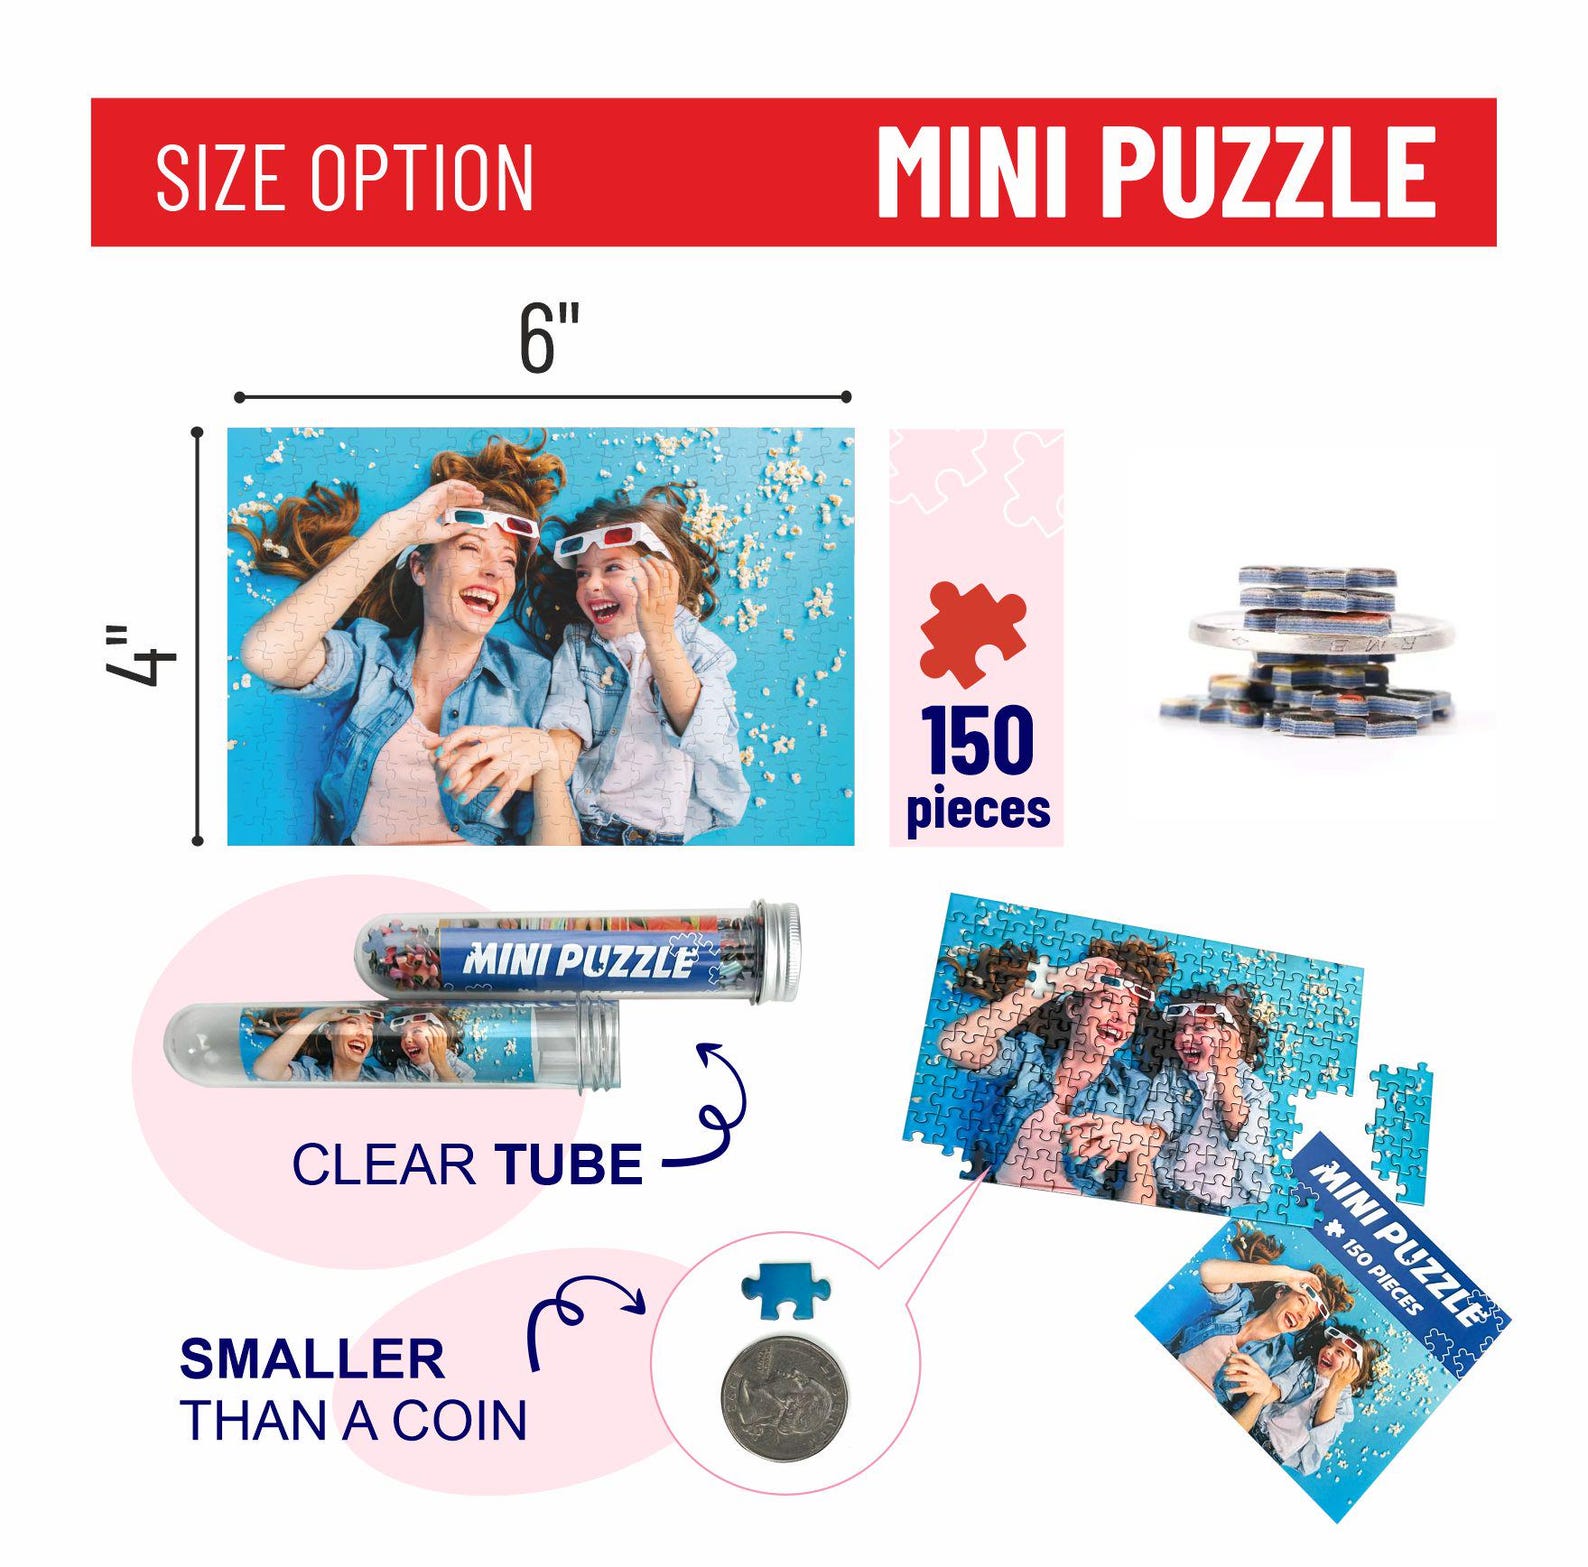 SIZE OPTION
MINI PUZZLE
6"
4"
150
pieces
MINI PUZZLE
CLEAR TUBE
MINI PUZZLE
150 PIECES
SMALLER
THAN A COIN